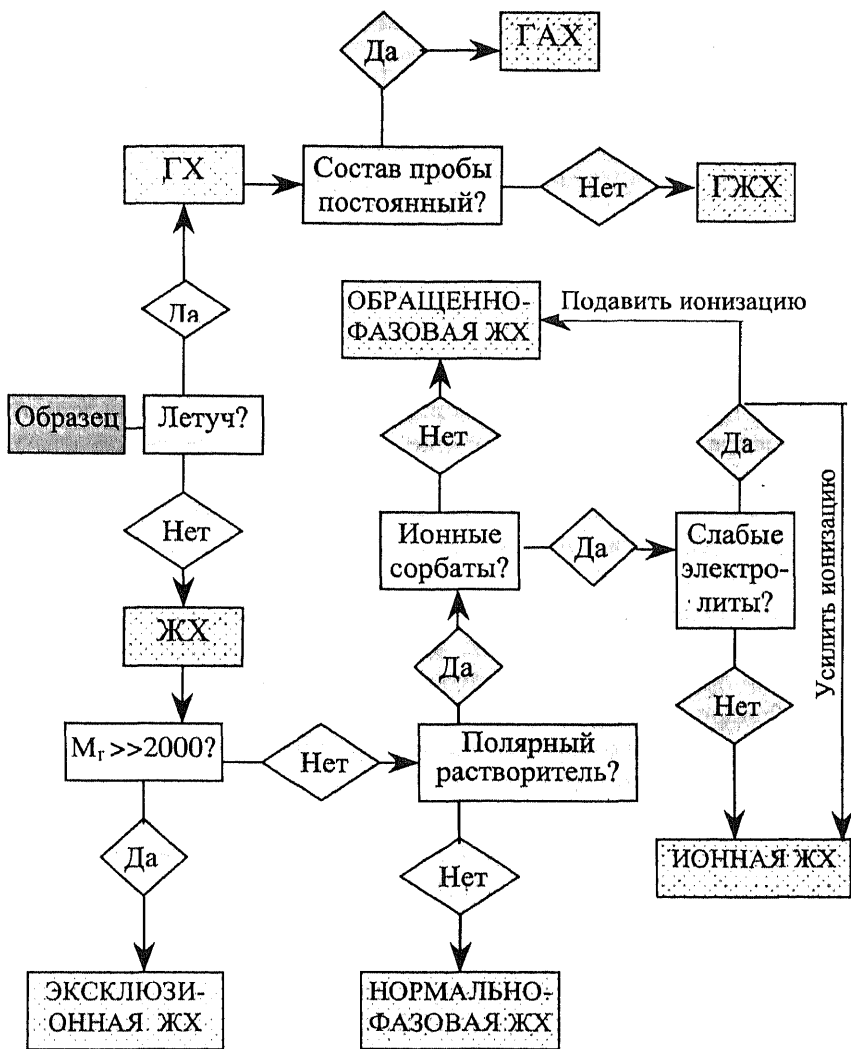 Да
ГАХ
ГХ
Состав пробы
постоянный?
Нет
ГЖХ
Да
ОБРАЩЕННО-
ФАЗОВАЯ ЖХ
Подавить ионизацию
Образец
Летуч?
Нет
Да
Нет
Ионные
сорбаты?
Да
Слабые
электро-
литы?
Усилить ионизацию
ЖХ
Да
Нет
Mr >>2000?
Нет
Полярный
растворитель?
Да
Нет
ИОННАЯ ЖХ
ЭКСКЛЮЗИ-
ОННАЯ ЖХ
НОРМАЛЬНО-
ФАЗОВАЯ ЖХ